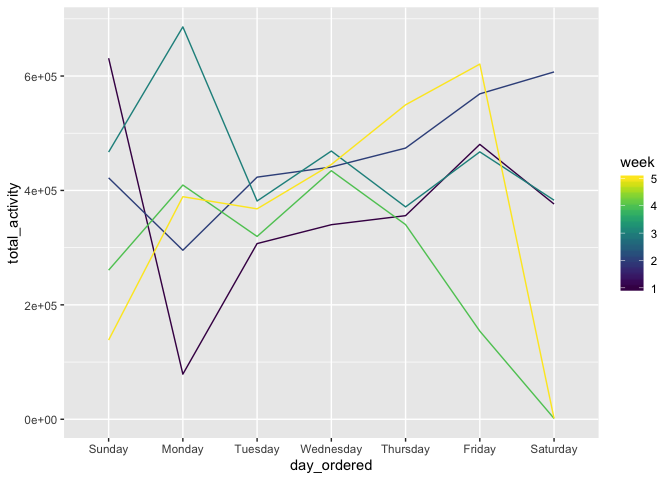 6e+05
4e+05
2e+05
0e+00
total_activity
Sunday Monday Tuesday Wednesday Thursday Friday Saturday
day_ordered
week
5
4
3
2
1